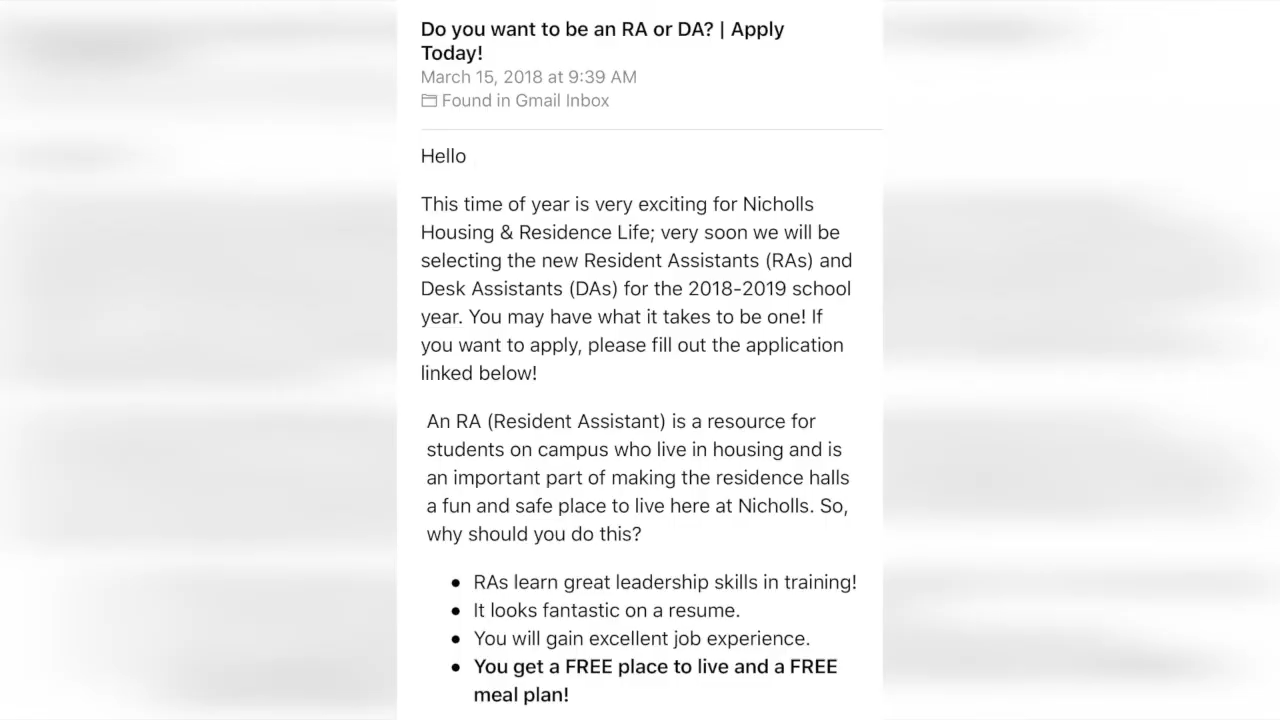 Do you want to be an RA or DA? | Apply
Today!
March 15, 2018 at 9:39 AM
Found in Gmail Inbox
Hello
This time of year is very exciting for Nicholls
Housing & Residence Life; very soon we will be
selecting the new Resident Assistants (RAs) and
Desk Assistants (DAs) for the 2018-2019 school
year. You may have what it takes to be one! If
you want to apply, please fill out the application
linked below!
An RA (Resident Assistant) is a resource for
students on campus who live in housing and is
an important part of making the residence halls
a fun and safe place to live here at Nicholls. So,
why should you do this?
● RAs learn great leadership skills in training!
● It looks fantastic on a resume.
● You will gain excellent job experience.
● You get a FREE place to live and a FREE
meal plan!